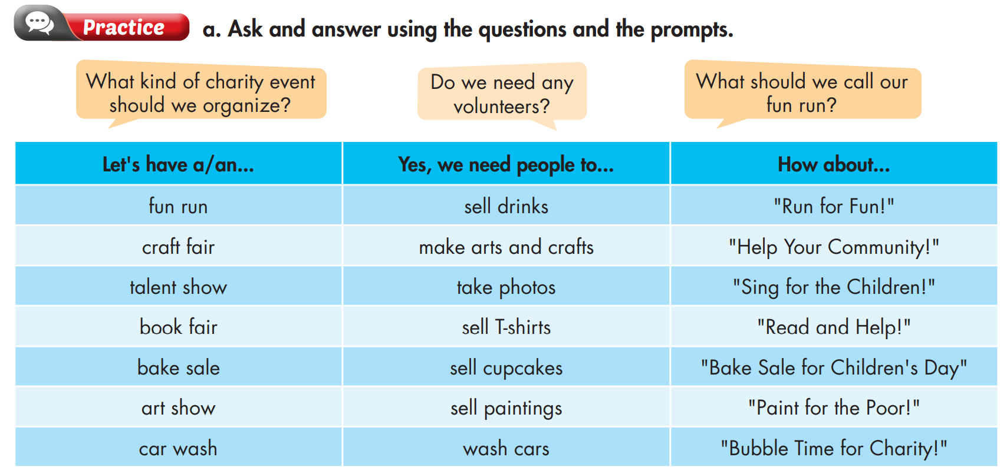 Practice a. Ask and answer using the questions and the prompts.
What kind of charity event
should we organize?
Do we need any
volunteers?
What should we call our
fun run?
Let's have a/an... Yes, we need people to... How about...
fun run sell drinks "Run for Fun!"
craft fair make arts and crafts "Help Your Community!"
talent show take photos "Sing for the Children!"
book fair sell T-shirts "Read and Help!"
bake sale sell cupcakes "Bake Sale for Children's Day"
art show sell paintings "Paint for the Poor!"
car wash wash cars "Bubble Time for Charity!"